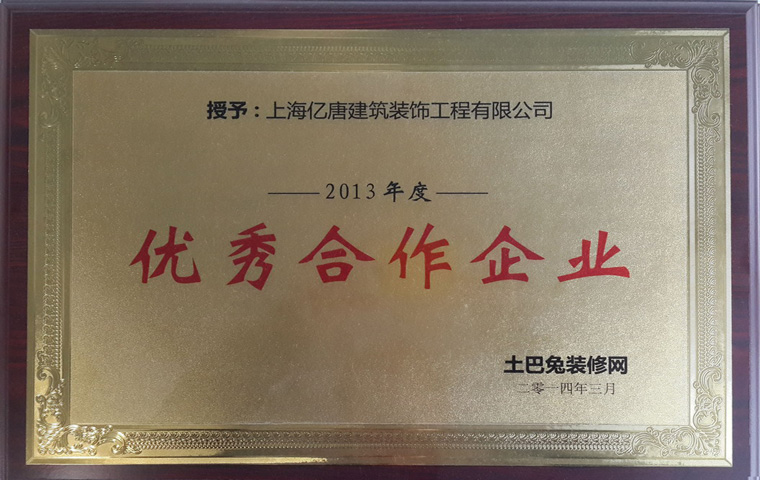 授予：上海亿唐建筑装饰工程有限公司
2013年度
优秀合作企业
土巴兔装修网
二零一四年三月